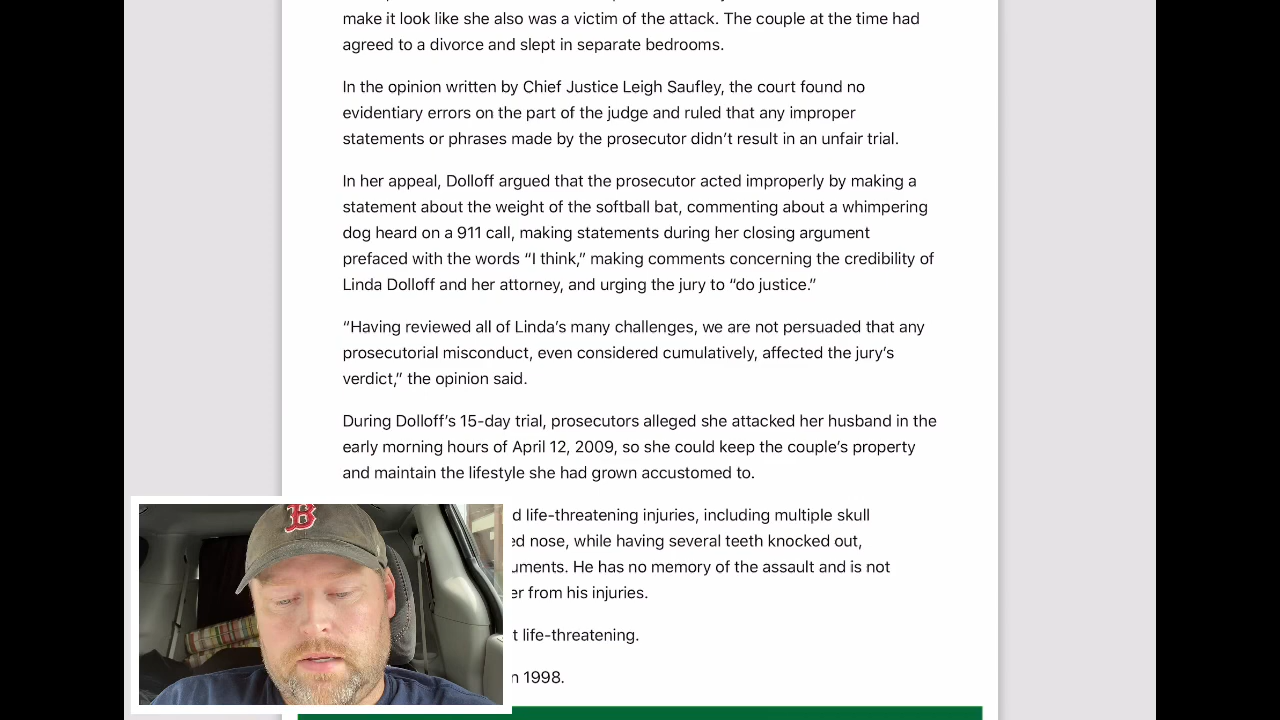 make it look like she also was a victim of the attack. The couple at the time had
agreed to a divorce and slept in separate bedrooms.
In the opinion written by Chief Justice Leigh Saufley, the court found no
evidentiary errors on the part of the judge and ruled that any improper
statements or phrases made by the prosecutor didn’t result in an unfair trial.
In her appeal, Dolloff argued that the prosecutor acted improperly by making a
statement about the weight of the softball bat, commenting about a whimpering
dog heard on a 911 call, making statements during her closing argument
prefaced with the words “I think,” making comments concerning the credibility of
Linda Dolloff and her attorney, and urging the jury to “do justice.”
“Having reviewed all of Linda’s many challenges, we are not persuaded that any
prosecutorial misconduct, even considered cumulatively, affected the jury’s
verdict,” the opinion said.
During Dolloff’s 15-day trial, prosecutors alleged she attacked her husband in the
early morning hours of April 12, 2009, so she could keep the couple’s property
and maintain the lifestyle she had grown accustomed to.
d life-threatening injuries, including multiple skull
ed nose, while having several teeth knocked out,
uments. He has no memory of the assault and is not
er from his injuries.
t life-threatening.
n 1998.
B